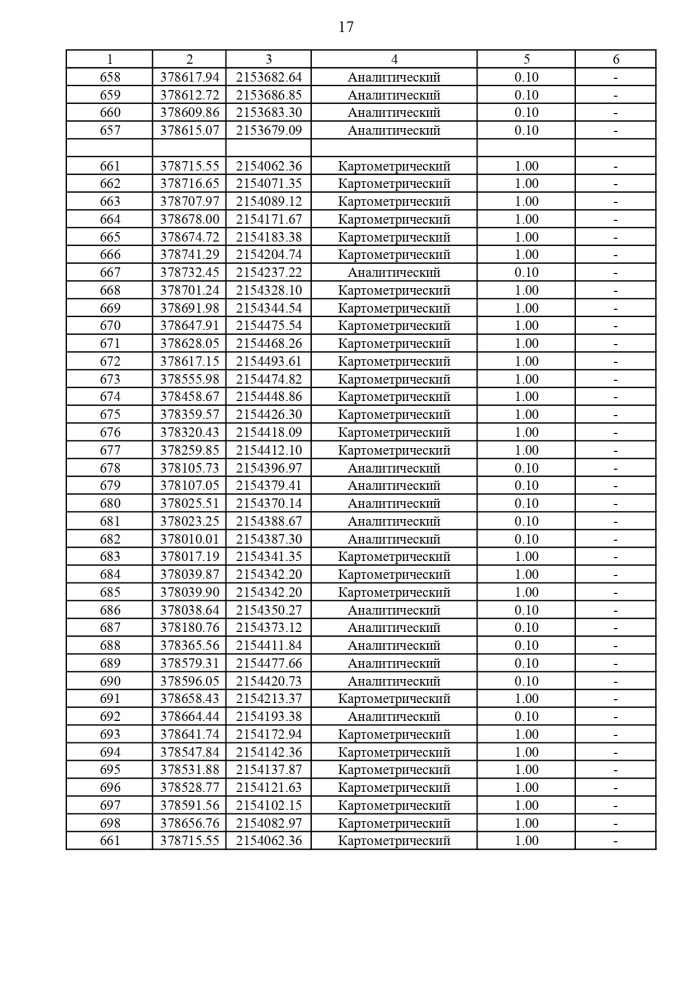 17
1 2 3 4 5 6
658 378617.94 2153682.64 Аналитический 0.10 -
659 378612.72 2153686.85 Аналитический 0.10 -
660 378609.86 2153683.30 Аналитический 0.10 -
657 378615.07 2153679.09 Аналитический 0.10 -
661 378715.55 2154062.36 Картометрический 1.00 -
662 378716.65 2154071.35 Картометрический 1.00 -
663 378707.97 2154089.12 Картометрический 1.00 -
664 378678.00 2154171.67 Картометрический 1.00 -
665 378674.72 2154183.38 Картометрический 1.00 -
666 378741.29 2154204.74 Картометрический 1.00 -
667 378732.45 2154237.22 Аналитический 0.10 -
668 378701.24 2154328.10 Картометрический 1.00 -
669 378691.98 2154344.54 Картометрический 1.00 -
670 378647.91 2154475.54 Картометрический 1.00 -
671 378628.05 2154468.26 Картометрический 1.00 -
672 378617.15 2154493.61 Картометрический 1.00 -
673 378555.98 2154474.82 Картометрический 1.00 -
674 378458.67 2154448.86 Картометрический 1.00 -
675 378359.57 2154426.30 Картометрический 1.00 -
676 378320.43 2154418.09 Картометрический 1.00 -
677 378259.85 2154412.10 Картометрический 1.00 -
678 378105.73 2154396.97 Аналитический 0.10 -
679 378107.05 2154379.41 Аналитический 0.10 -
680 378025.51 2154370.14 Аналитический 0.10 -
681 378023.25 2154388.67 Аналитический 0.10 -
682 378010.01 2154387.30 Аналитический 0.10 -
683 378017.19 2154341.35 Картометрический 1.00 -
684 378039.87 2154342.20 Картометрический 1.00 -
685 378039.90 2154342.20 Картометрический 1.00 -
686 378038.64 2154350.27 Аналитический 0.10 -
687 378180.76 2154373.12 Аналитический 0.10 -
688 378365.56 2154411.84 Аналитический 0.10 -
689 378579.31 2154477.66 Аналитический 0.10 -
690 378596.05 2154420.73 Аналитический 0.10 -
691 378658.43 2154213.37 Картометрический 1.00 -
692 378664.44 2154193.38 Аналитический 0.10 -
693 378641.74 2154172.94 Картометрический 1.00 -
694 378547.84 2154142.36 Картометрический 1.00 -
695 378531.88 2154137.87 Картометрический 1.00 -
696 378528.77 2154121.63 Картометрический 1.00 -
697 378591.56 2154102.15 Картометрический 1.00 -
698 378656.76 2154082.97 Картометрический 1.00 -
661 378715.55 2154062.36 Картометрический 1.00 -